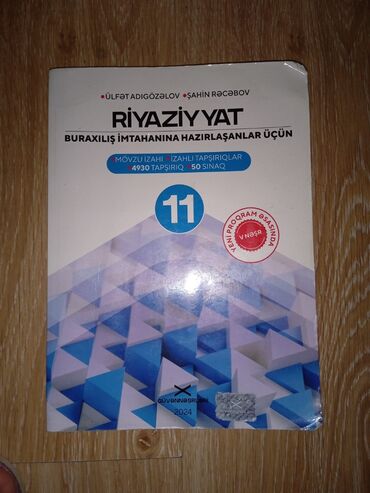 •ÜLFƏT ADIGÖZƏLOV •ŞAHİN RƏCƏBOV
RİYAZİYYAT
BURAXILIŞ İMTAHANINA HAZIRLAŞANLAR ÜÇÜN
•MÖVZU İZAHI •İZAHLI TAPŞIRIQLAR
•4930 TAPŞIRIQ •50 SINAQ
11
YENİ PROQRAM ƏSASINDA
V NƏŞR
GÜVƏN NƏŞRİYYATI
2024